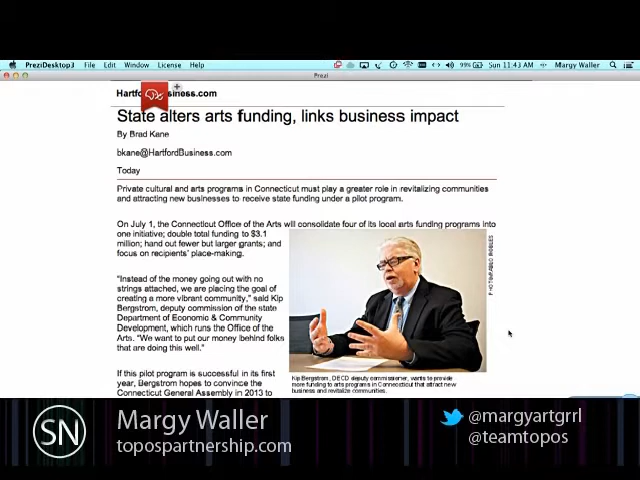 PreziDesktop3 File Edit Window License Help
99% Sun 11:43 AM Margy Waller
Prezi
siness.com
State alters arts funding, links business impact
By Brad Kane
bkane@HartfordBusiness.com
Today
Private cultural and arts programs in Connecticut must play a greater role in revitalizing communities
and attracting new businesses to receive state funding under a pilot program.
On July 1, the Connecticut Office of the Arts will consolidate four of its local arts funding programs into
one initiative; double total funding to $3.1
million; hand out fewer but larger grants; and
focus on recipients' place-making.
"Instead of the money going out with no
strings attached, we are placing the goal of
creating a more vibrant community," said Kip
Bergstrom, deputy commission of the state
Department of Economic & Community
Development, which runs the Office of the
Arts. "We want to put our money behind folks
that are doing this well."
If this pilot program is successful in its first
year, Bergstrom hopes to convince the
Connecticut General Assembly in 2013 to
PHOTO/PABLO ROBLES
Kip Bergstrom, DECD deputy commissioner, wants to provide
more funding to arts programs in Connecticut that attract new
business and revitalize communities.
SN
Margy Waller
topospartnership.com
@margyartgrrl
@teamtopos